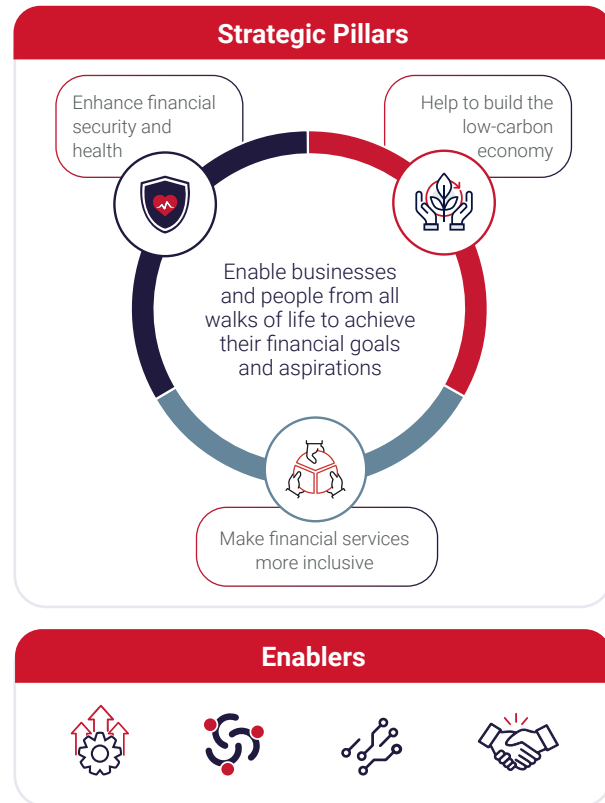 Strategic Pillars
Enhance financial
security and
health
Help to build the
low-carbon
economy
Enable businesses
and people from all
walks of life to achieve
their financial goals
and aspirations
Make financial services
more inclusive
Enablers